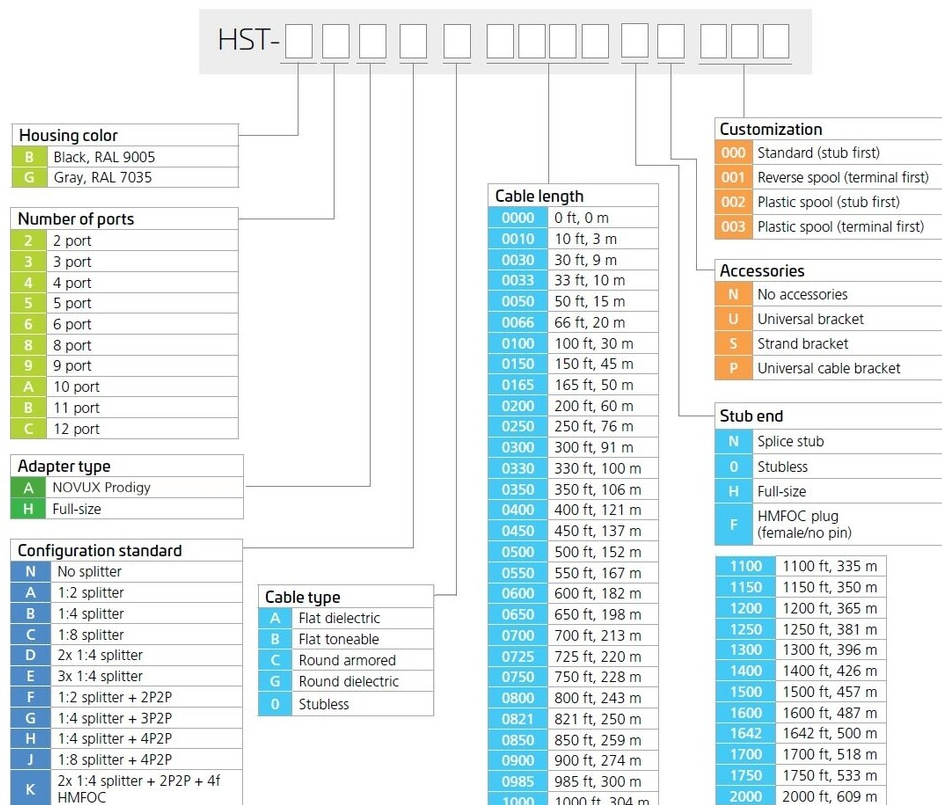 HST-
Housing color
B Black, RAL 9005
G Gray, RAL 7035
Number of ports
2 2 port
3 3 port
4 4 port
5 5 port
6 6 port
8 8 port
9 9 port
A 10 port
B 11 port
C 12 port
Adapter type
A NOVUX Prodigy
H Full-size
Configuration standard
N No splitter
A 1:2 splitter
B 1:4 splitter
C 1:8 splitter
D 2x 1:4 splitter
E 3x 1:4 splitter
F 1:2 splitter + 2P2P
G 1:4 splitter + 3P2P
H 1:4 splitter + 4P2P
J 1:8 splitter + 4P2P
K 2x 1:4 splitter + 2P2P + 4f
HMFOC
Cable type
A Flat dielectric
B Flat toneable
C Round armored
G Round dielectric
0 Stubless
Cable length
0000 0 ft, 0 m
0010 10 ft, 3 m
0030 30 ft, 9 m
0033 33 ft, 10 m
0050 50 ft, 15 m
0066 66 ft, 20 m
0100 100 ft, 30 m
0150 150 ft, 45 m
0165 165 ft, 50 m
0200 200 ft, 60 m
0250 250 ft, 76 m
0300 300 ft, 91 m
0330 330 ft, 100 m
0350 350 ft, 106 m
0400 400 ft, 121 m
0450 450 ft, 137 m
0500 500 ft, 152 m
0550 550 ft, 167 m
0600 600 ft, 182 m
0650 650 ft, 198 m
0700 700 ft, 213 m
0725 725 ft, 220 m
0750 750 ft, 228 m
0800 800 ft, 243 m
0821 821 ft, 250 m
0850 850 ft, 259 m
0900 900 ft, 274 m
0985 985 ft, 300 m
1000 1000 ft, 304 m
Customization
000 Standard (stub first)
001 Reverse spool (terminal first)
002 Plastic spool (stub first)
003 Plastic spool (terminal first)
Accessories
N No accessories
U Universal bracket
S Strand bracket
P Universal cable bracket
Stub end
N Splice stub
0 Stubless
H Full-size
F HMFOC plug
(female/no pin)
1100 1100 ft, 335 m
1150 1150 ft, 350 m
1200 1200 ft, 365 m
1250 1250 ft, 381 m
1300 1300 ft, 396 m
1400 1400 ft, 426 m
1500 1500 ft, 457 m
1600 1600 ft, 487 m
1642 1642 ft, 500 m
1700 1700 ft, 518 m
1750 1750 ft, 533 m
2000 2000 ft, 609 m